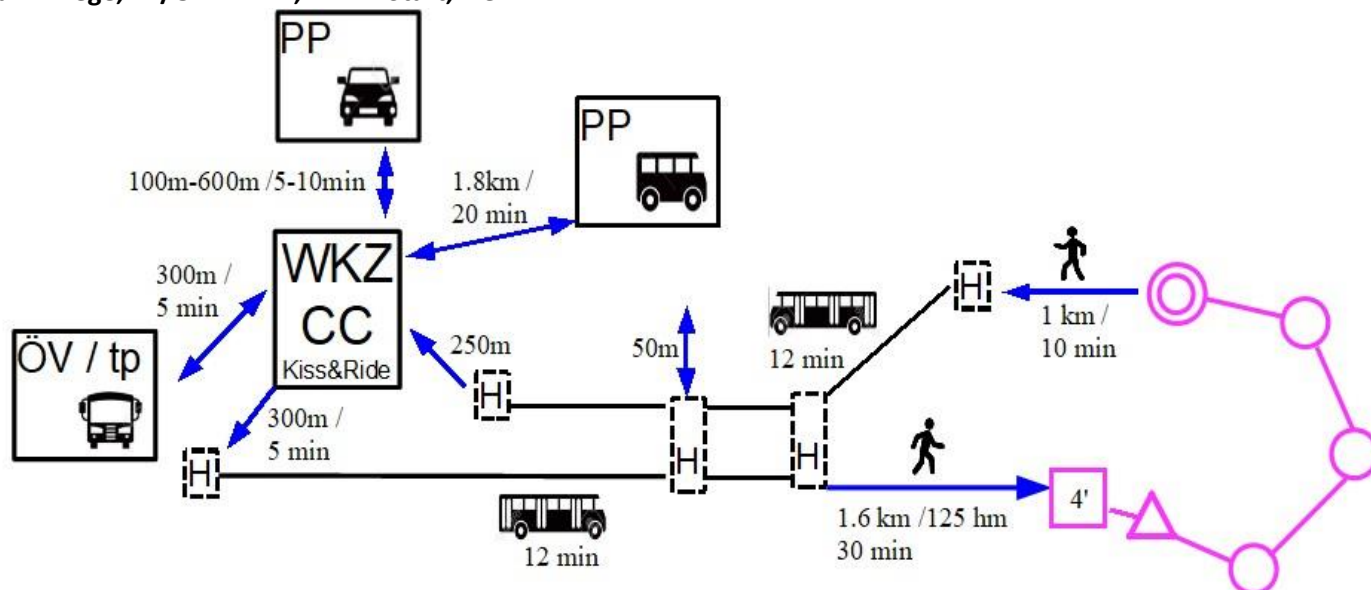 PP
PP
100m-600m /5-10min
1.8km /
20 min
WKZ
CC
Kiss&Ride
300m /
5 min
ÖV / tp
250m
H
50m
12 min
H
1 km /
10 min
300m /
5 min
H
H
H
12 min
1.6 km /125 hm
30 min
4'